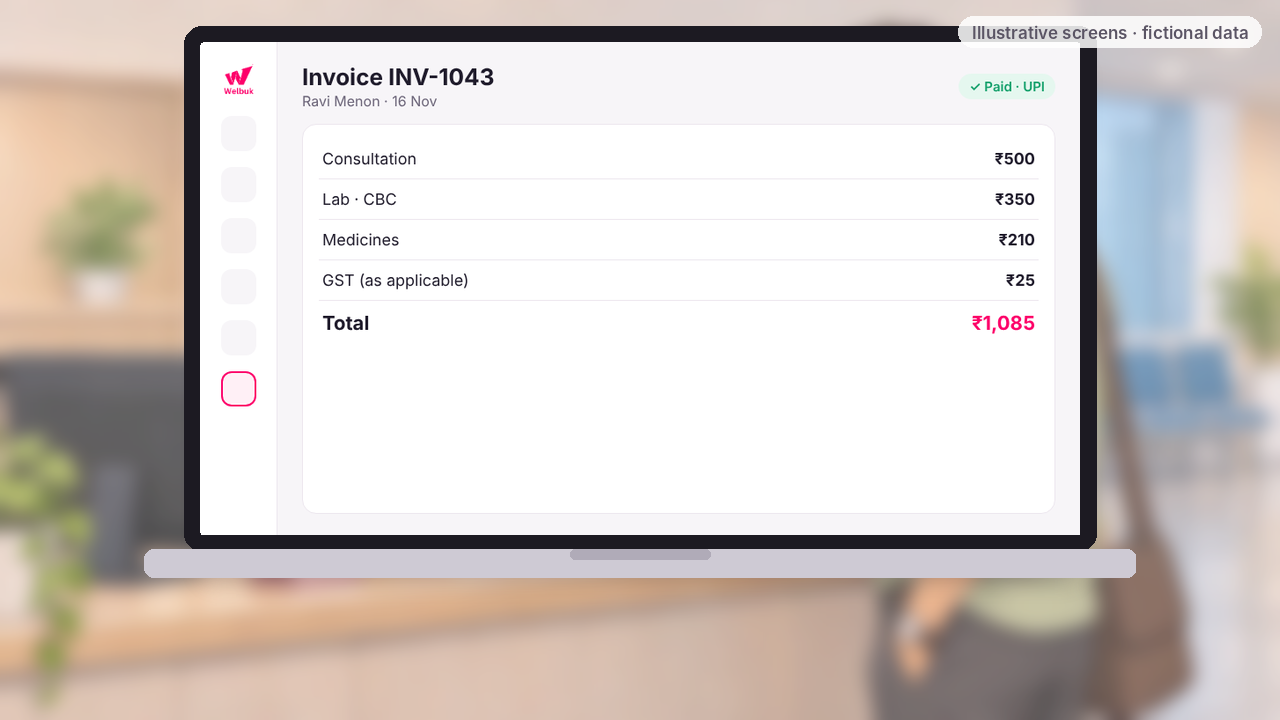 Illustrative screens · fictional data
Welbuk
Invoice INV-1043
Ravi Menon · 16 Nov
✓ Paid · UPI
Consultation ₹500
Lab · CBC ₹350
Medicines ₹210
GST (as applicable) ₹25
Total ₹1,085